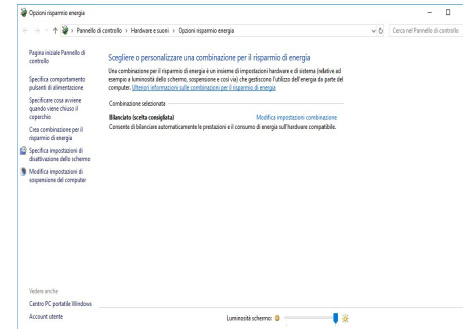 Opzioni risparmio energia
Pannello di controllo > Hardware e suoni > Opzioni risparmio energia
Cerca nel Pannello di controllo
Pagina iniziale Pannello di
controllo
Specifica comportamento
pulsanti di alimentazione
Specificare cosa avviene
quando viene chiuso il
coperchio
Crea combinazione per il
risparmio di energia
Specifica impostazioni di
disattivazione dello schermo
Modifica impostazioni di
sospensione del computer
Scegliere o personalizzare una combinazione per il risparmio di energia
Una combinazione per il risparmio di energia è un insieme di impostazioni hardware e di sistema (relative ad
esempio a luminosità dello schermo, sospensione e così via) che gestiscono l'utilizzo dell'energia da parte del
computer. Ulteriori informazioni sulle combinazioni per il risparmio di energia
Combinazione selezionata
Bilanciato (scelta consigliata) Modifica impostazioni combinazione
Consente di bilanciare automaticamente le prestazioni e il consumo di energia sull'hardware compatibile.
Vedere anche
Centro PC portatile Windows
Account utente
Luminosità schermo: